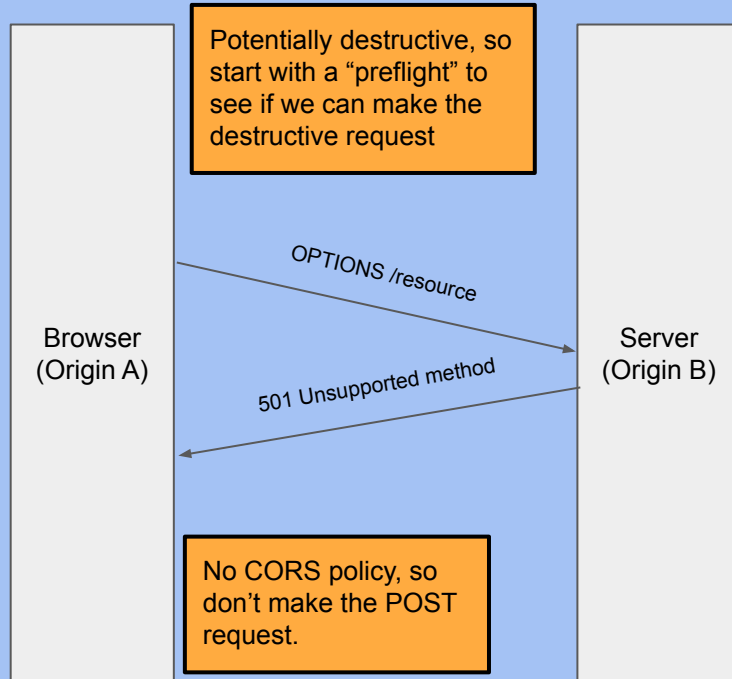 Potentially destructive, so
start with a “preflight” to
see if we can make the
destructive request
OPTIONS /resource
Browser
(Origin A)
Server
(Origin B)
501 Unsupported method
No CORS policy, so
don’t make the POST
request.